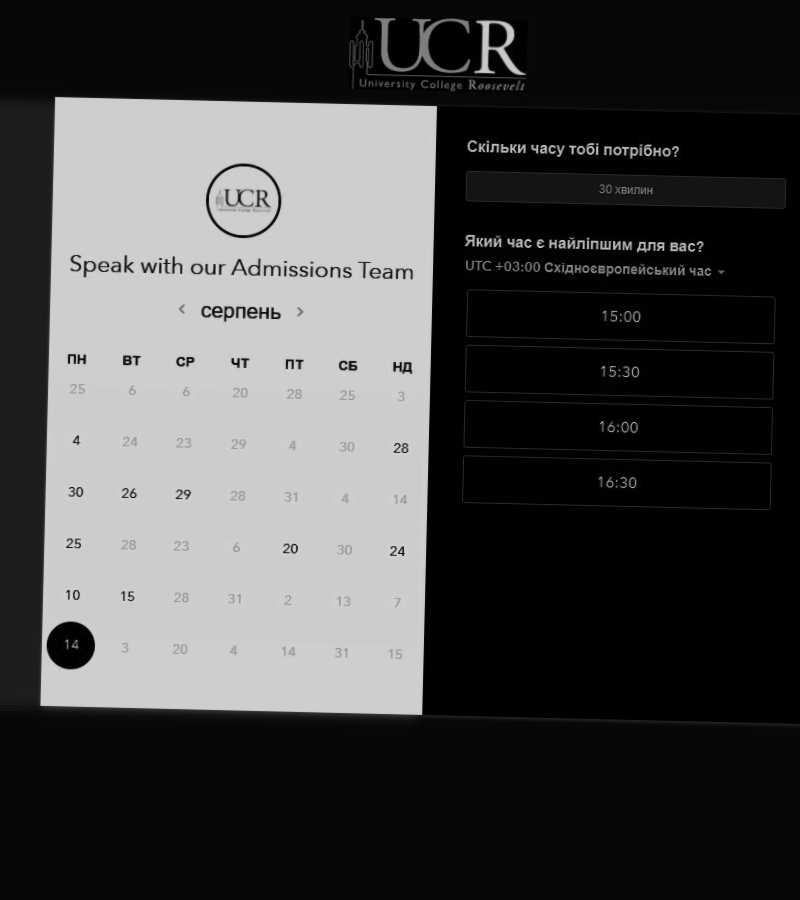 UCR
University College Roosevelt
UCR
University College Roosevelt
Speak with our Admissions Team
серпень
ПН ВТ СР ЧТ ПТ СБ НД
25 6 6 20 28 25 3
4 24 23 29 4 30 28
30 26 29 28 31 4 14
25 28 23 6 20 30 24
10 15 28 31 2 13 7
14 3 20 4 14 31 15
Скільки часу тобі потрібно?
30 хвилин
Який час є найліпшим для вас?
UTC +03:00 Східноєвропейський час
15:00
15:30
16:00
16:30